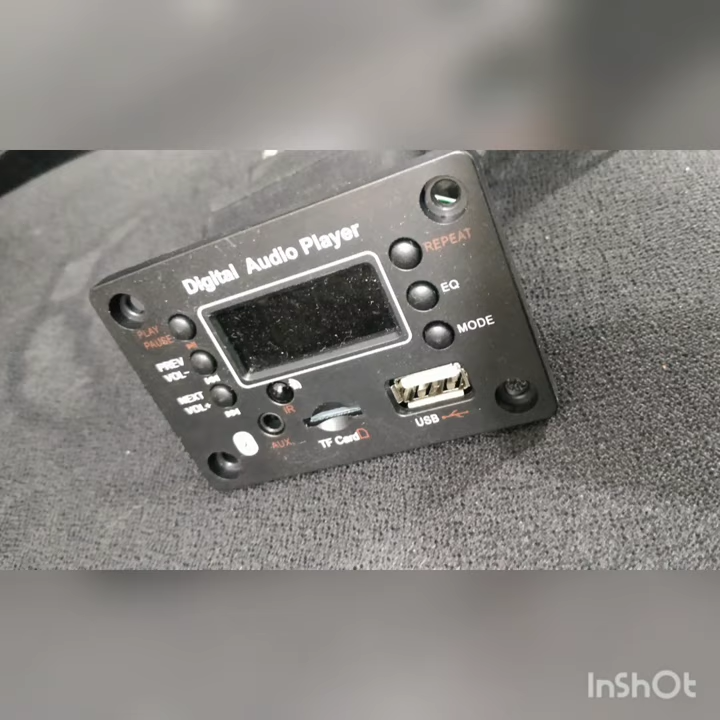 Digital Audio Player
REPEAT
EQ
MODE
PLAY
PAUSE
PREV
VOL-
NEXT
VOL+
IR
AUX
TF Card
USB
InShOt